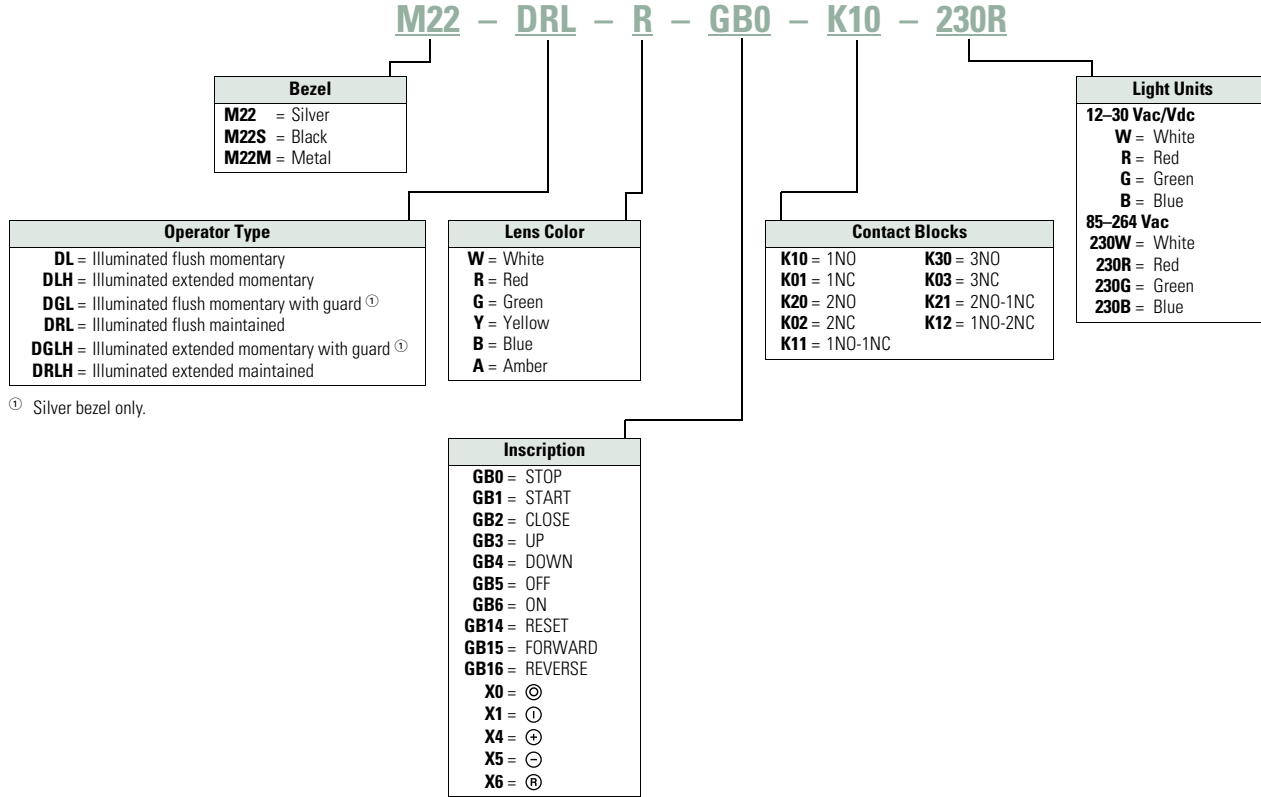 M22 – DRL – R – GB0 – K10 – 230R
Bezel
M22 = Silver
M22S = Black
M22M = Metal
Light Units
12–30 Vac/Vdc
W = White
R = Red
G = Green
B = Blue
85–264 Vac
230W = White
230R = Red
230G = Green
230B = Blue
Operator Type
DL = Illuminated flush momentary
DLH = Illuminated extended momentary
DGL = Illuminated flush momentary with guard ①
DRL = Illuminated flush maintained
DGLH = Illuminated extended momentary with guard ①
DRLH = Illuminated extended maintained
① Silver bezel only.
Lens Color
W = White
R = Red
G = Green
Y = Yellow
B = Blue
A = Amber
Contact Blocks
K10 = 1NO K30 = 3NO
K01 = 1NC K03 = 3NC
K20 = 2NO K21 = 2NO-1NC
K02 = 2NC K12 = 1NO-2NC
K11 = 1NO-1NC
Inscription
GB0 = STOP
GB1 = START
GB2 = CLOSE
GB3 = UP
GB4 = DOWN
GB5 = OFF
GB6 = ON
GB14 = RESET
GB15 = FORWARD
GB16 = REVERSE
X0 = ⓞ
X1 = Ⓘ
X4 = ⊕
X5 = ⊖
X6 = Ⓡ